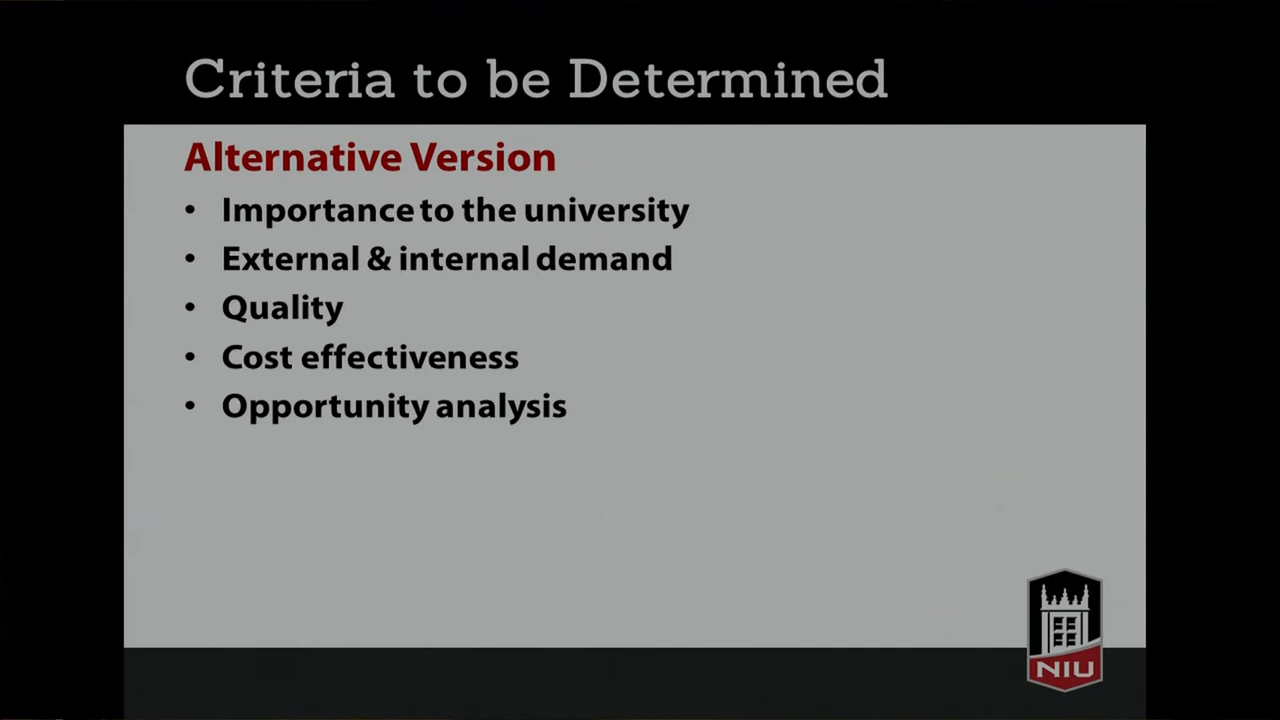 Criteria to be Determined
Alternative Version
• Importance to the university
• External & internal demand
• Quality
• Cost effectiveness
• Opportunity analysis
NIU